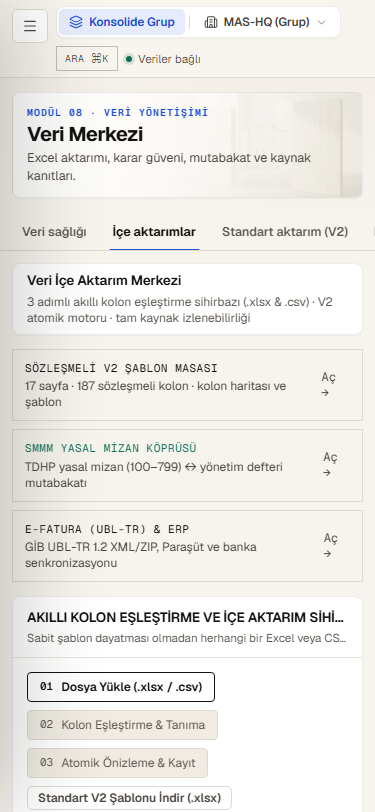 Konsolide Grup
MAS-HQ (Grup)
ARA ⌘K
Veriler bağlı
MODÜL 08 · VERİ YÖNETİŞİMİ
Veri Merkezi
Excel aktarımı, karar güveni, mutabakat ve kaynak
kanıtları.
Veri sağlığı
İçe aktarımlar
Standart aktarım (V2)
Veri İçe Aktarım Merkezi
3 adımlı akıllı kolon eşleştirme sihirbazı (.xlsx & .csv) · V2
atomik motoru · tam kaynak izlenebilirliği
SÖZLEŞMELİ V2 ŞABLON MASASI
17 sayfa · 187 sözleşmeli kolon · kolon haritası ve
şablon
Aç
→
SMMM YASAL MİZAN KÖPRÜSÜ
TDHP yasal mizan (100–799) ↔ yönetim defteri
mutabakatı
Aç
→
E-FATURA (UBL-TR) & ERP
GİB UBL-TR 1.2 XML/ZIP, Paraşüt ve banka
senkronizasyonu
Aç
→
AKILLI KOLON EŞLEŞTİRME VE İÇE AKTARIM SİHİ...
Sabit şablon dayatması olmadan herhangi bir Excel veya CS...
01 Dosya Yükle (.xlsx / .csv)
02 Kolon Eşleştirme & Tanıma
03 Atomik Önizleme & Kayıt
Standart V2 Şablonu İndir (.xlsx)